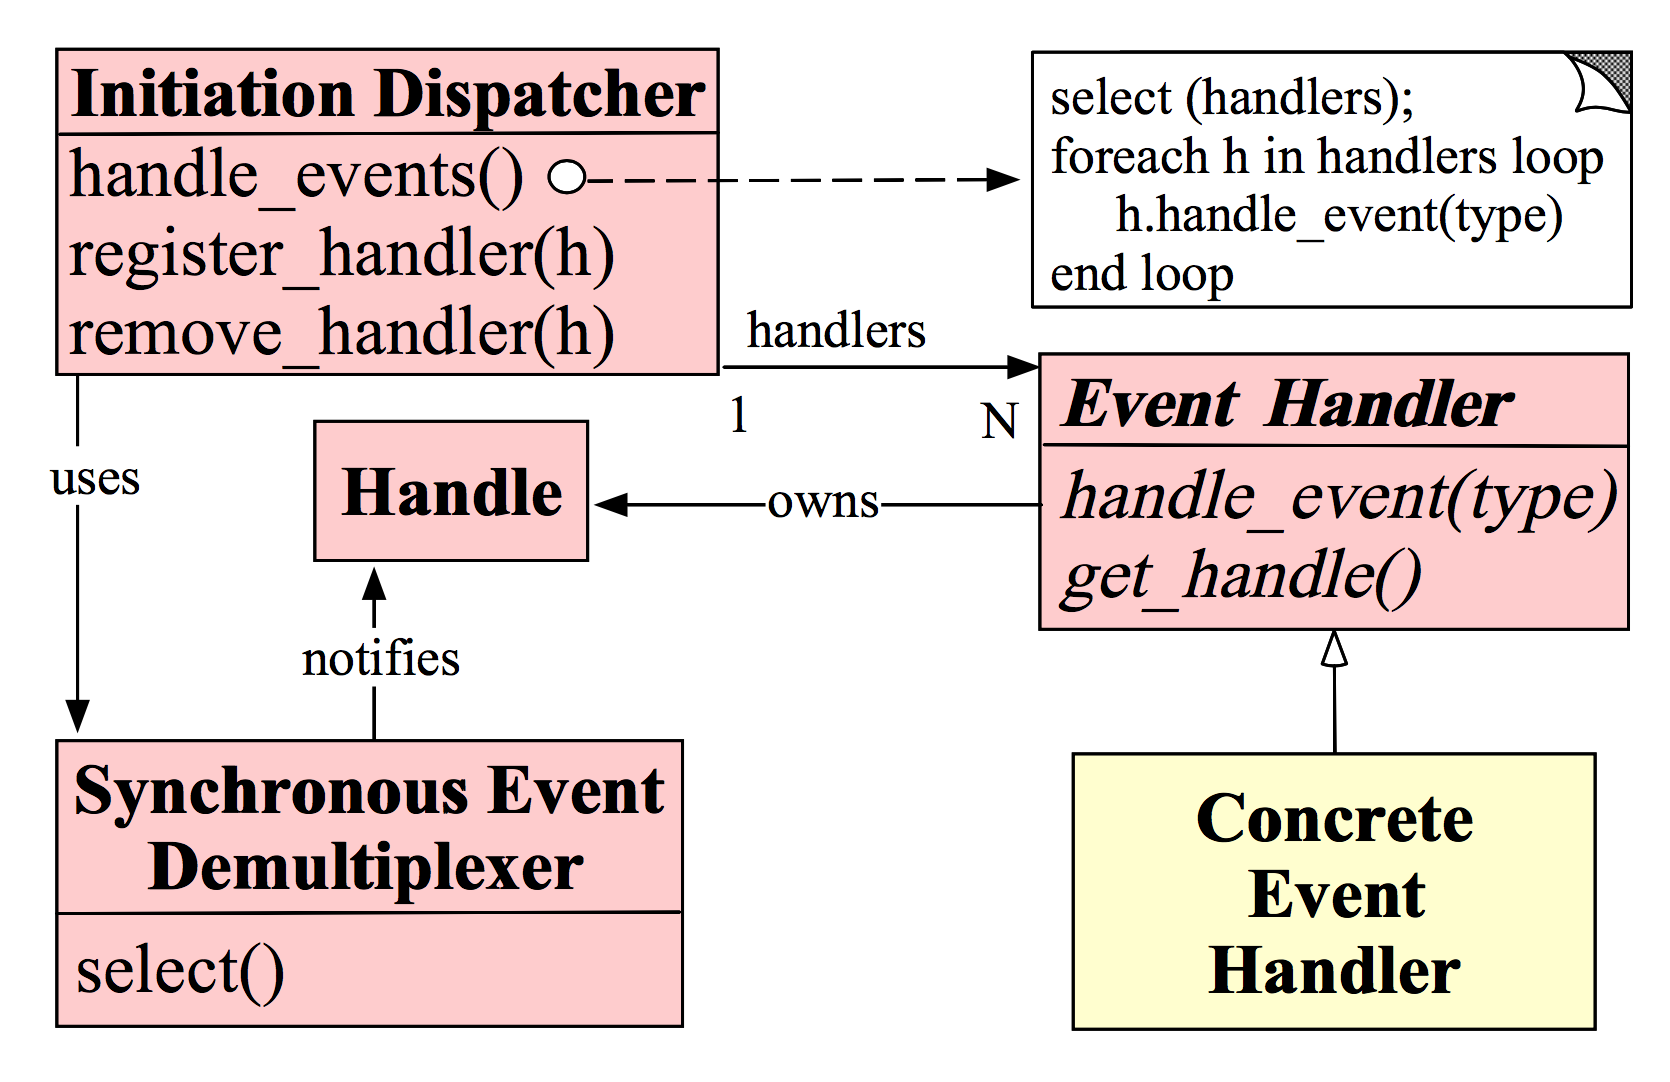 Initiation Dispatcher
handle_events()
register_handler(h)
remove_handler(h)
select (handlers);
foreach h in handlers loop
h.handle_event(type)
end loop
handlers
1
N
Event Handler
handle_event(type)
get_handle()
uses
Handle
owns
notifies
Synchronous Event
Demultiplexer
select()
Concrete
Event
Handler